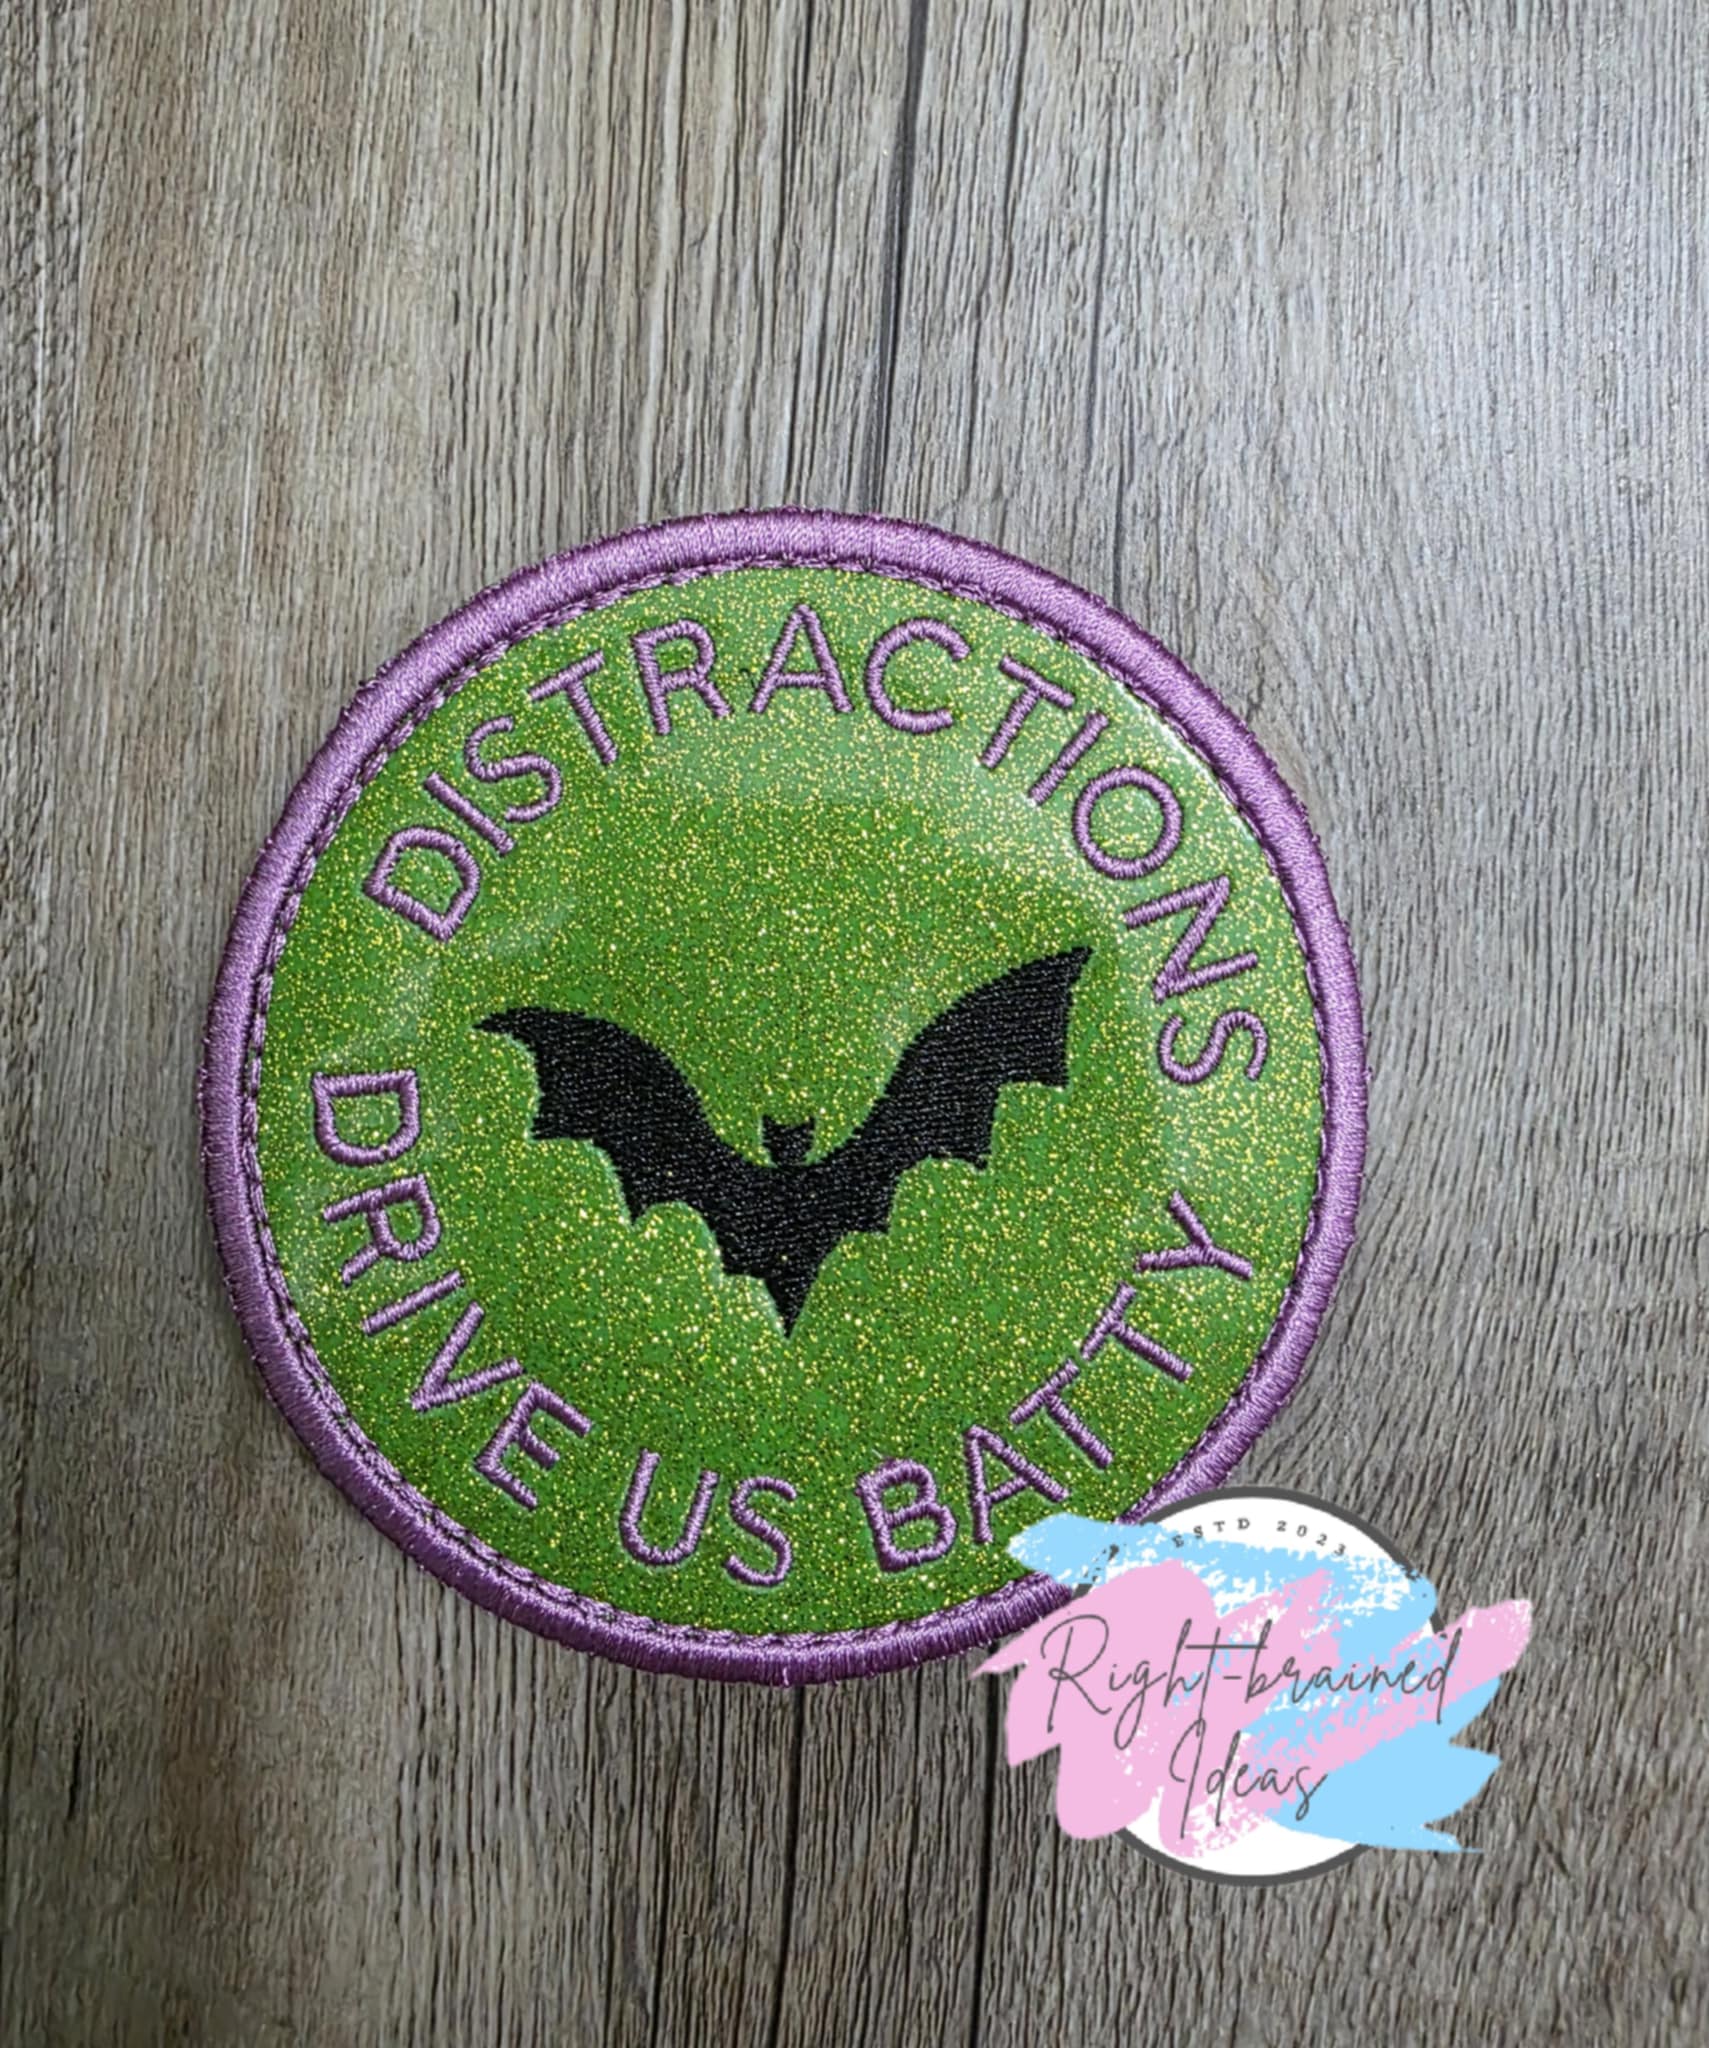 DISTRACTIONS
DRIVE US BATTY
ESTD 2023
Right-brained
Ideas